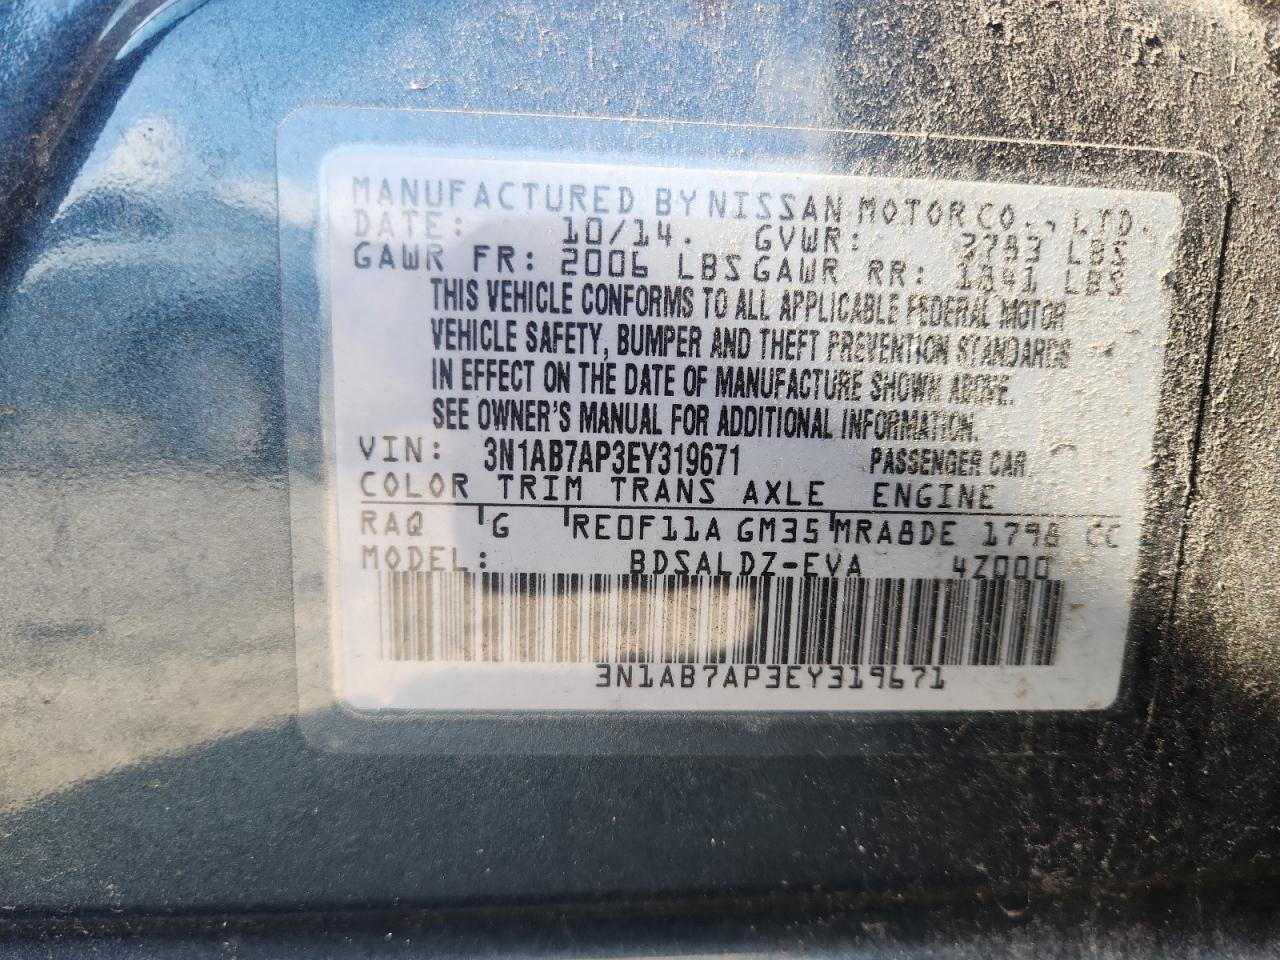 MANUFACTURED BY NISSAN MOTOR CO., LTD.
DATE: 10/14. GVWR: 3783 LBS
GAWR FR: 2006 LBS GAWR RR: 1841 LBS
THIS VEHICLE CONFORMS TO ALL APPLICABLE FEDERAL MOTOR
VEHICLE SAFETY, BUMPER AND THEFT PREVENTION STANDARDS
IN EFFECT ON THE DATE OF MANUFACTURE SHOWN ABOVE.
SEE OWNER'S MANUAL FOR ADDITIONAL INFORMATION.
VIN: 3N1AB7AP3EY319671 PASSENGER CAR
COLOR TRIM TRANS AXLE ENGINE
RAQ G RE0F11A GM35 MRA8DE 1798 CC
MODEL: BDSALDZ-EVA 4Z000
3N1AB7AP3EY319671